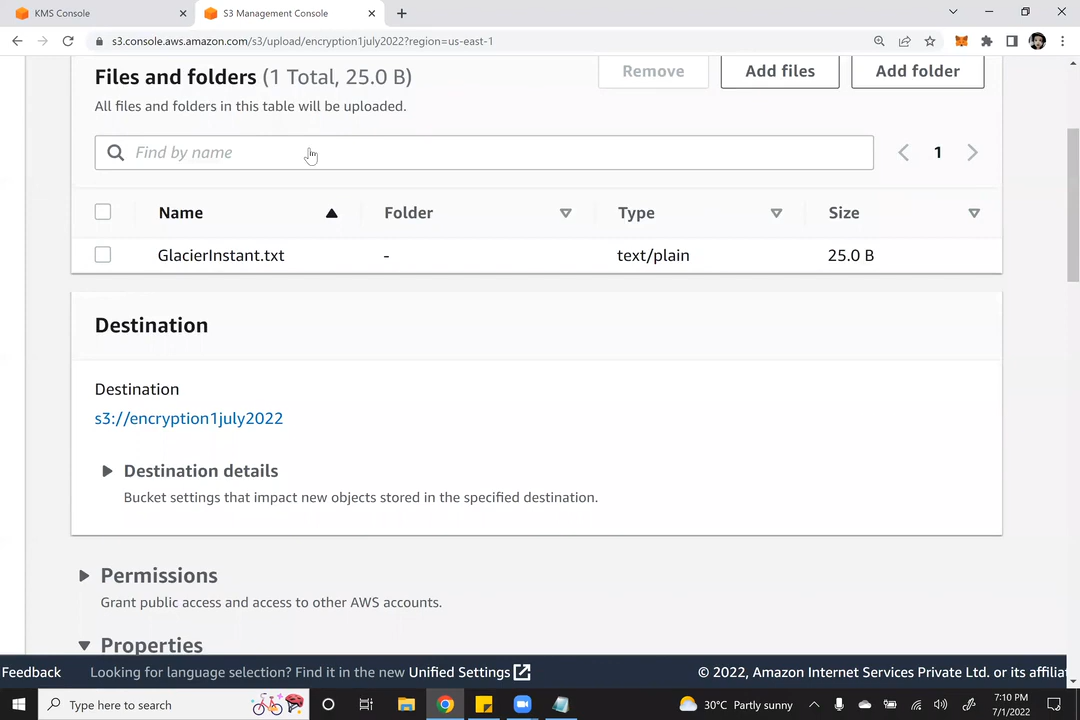 KMS Console
S3 Management Console
s3.console.aws.amazon.com/s3/upload/encryption1july2022?region=us-east-1
Files and folders (1 Total, 25.0 B)
Remove
Add files
Add folder
All files and folders in this table will be uploaded.
Find by name
1
Name
Folder
Type
Size
GlacierInstant.txt
-
text/plain
25.0 B
Destination
Destination
s3://encryption1july2022
Destination details
Bucket settings that impact new objects stored in the specified destination.
Permissions
Grant public access and access to other AWS accounts.
Properties
Feedback
Looking for language selection? Find it in the new Unified Settings
© 2022, Amazon Internet Services Private Ltd. or its affilia
Type here to search
30°C Partly sunny
7:10 PM
7/1/2022